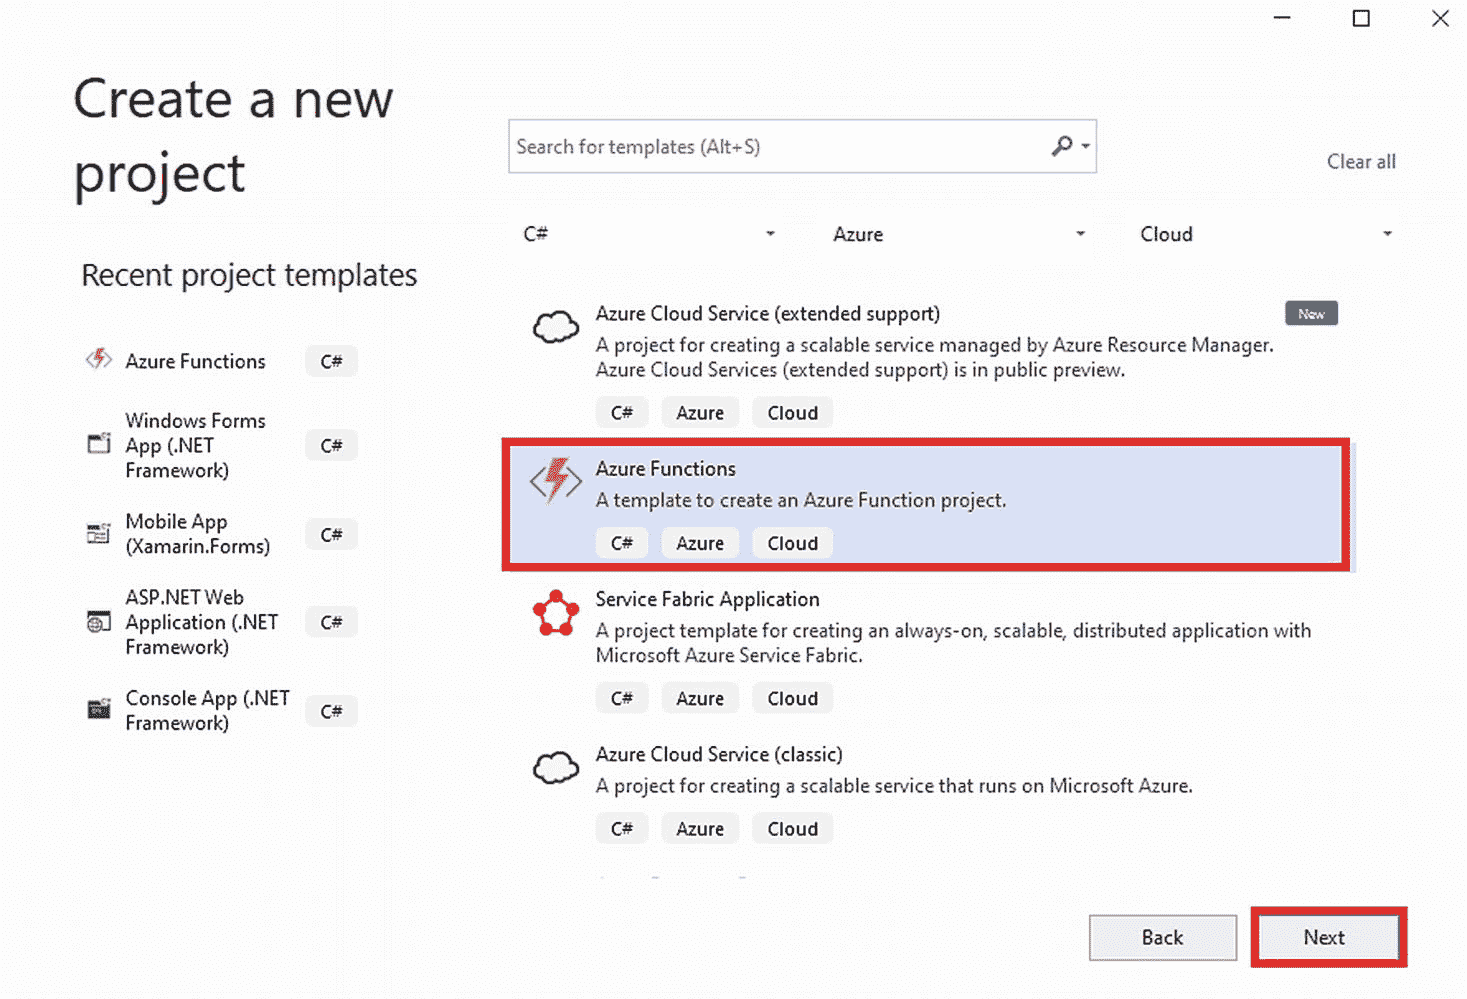 Create a new
project
Search for templates (Alt+S)
Clear all
C#
Azure
Cloud
Recent project templates
Azure Functions
C#
Windows Forms
App (.NET
Framework)
C#
Mobile App
(Xamarin.Forms)
C#
ASP.NET Web
Application (.NET
Framework)
C#
Console App (.NET
Framework)
C#
Azure Cloud Service (extended support)
New
A project for creating a scalable service managed by Azure Resource Manager.
Azure Cloud Services (extended support) is in public preview.
C# Azure Cloud
Azure Functions
A template to create an Azure Function project.
C# Azure Cloud
Service Fabric Application
A project template for creating an always-on, scalable, distributed application with
Microsoft Azure Service Fabric.
C# Azure Cloud
Azure Cloud Service (classic)
A project for creating a scalable service that runs on Microsoft Azure.
C# Azure Cloud
Back
Next